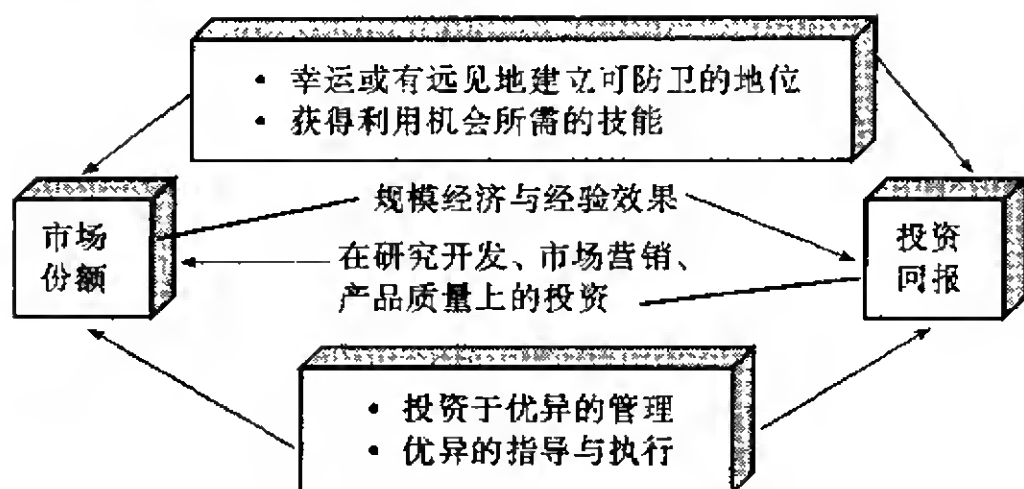 • 幸运或有远见地建立可防卫的地位
• 获得利用机会所需的技能
市场
份额
规模经济与经验效果
在研究开发、市场营销、
产品质量上的投资
投资
回报
• 投资于优异的管理
• 优异的指导与执行